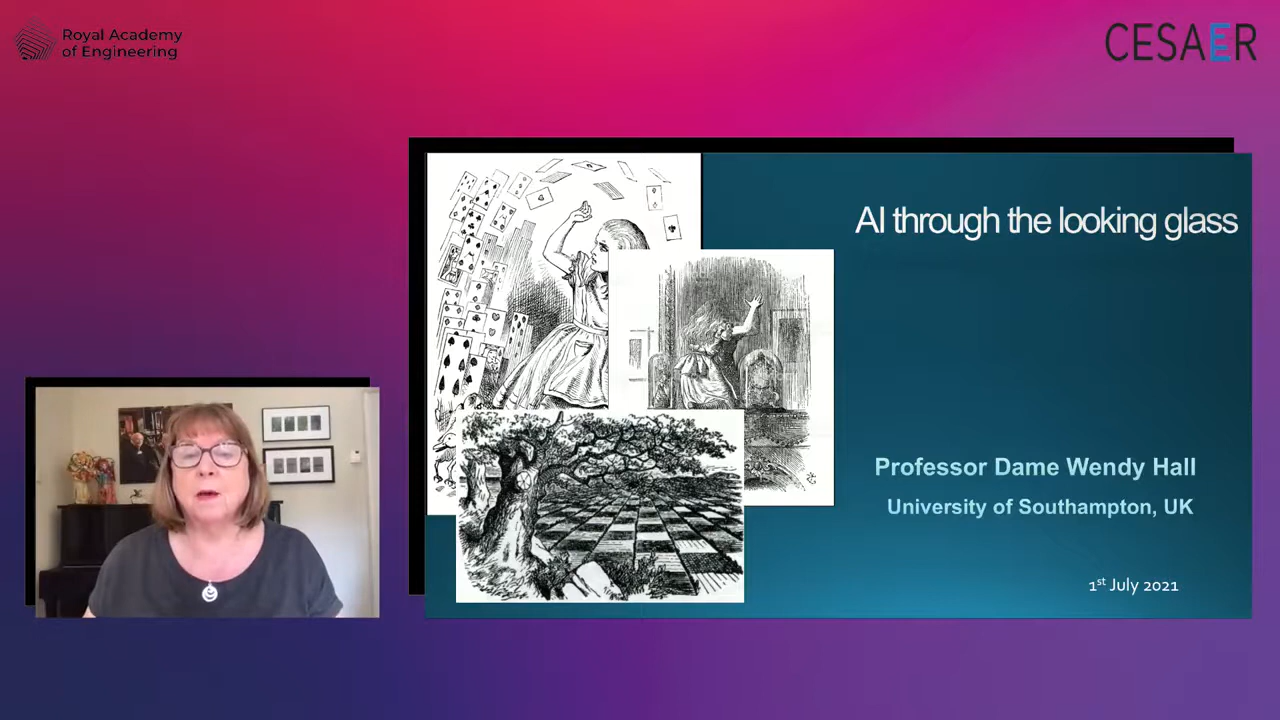 Royal Academy
of Engineering
CESAER
AI through the looking glass
Professor Dame Wendy Hall
University of Southampton, UK
1st July 2021